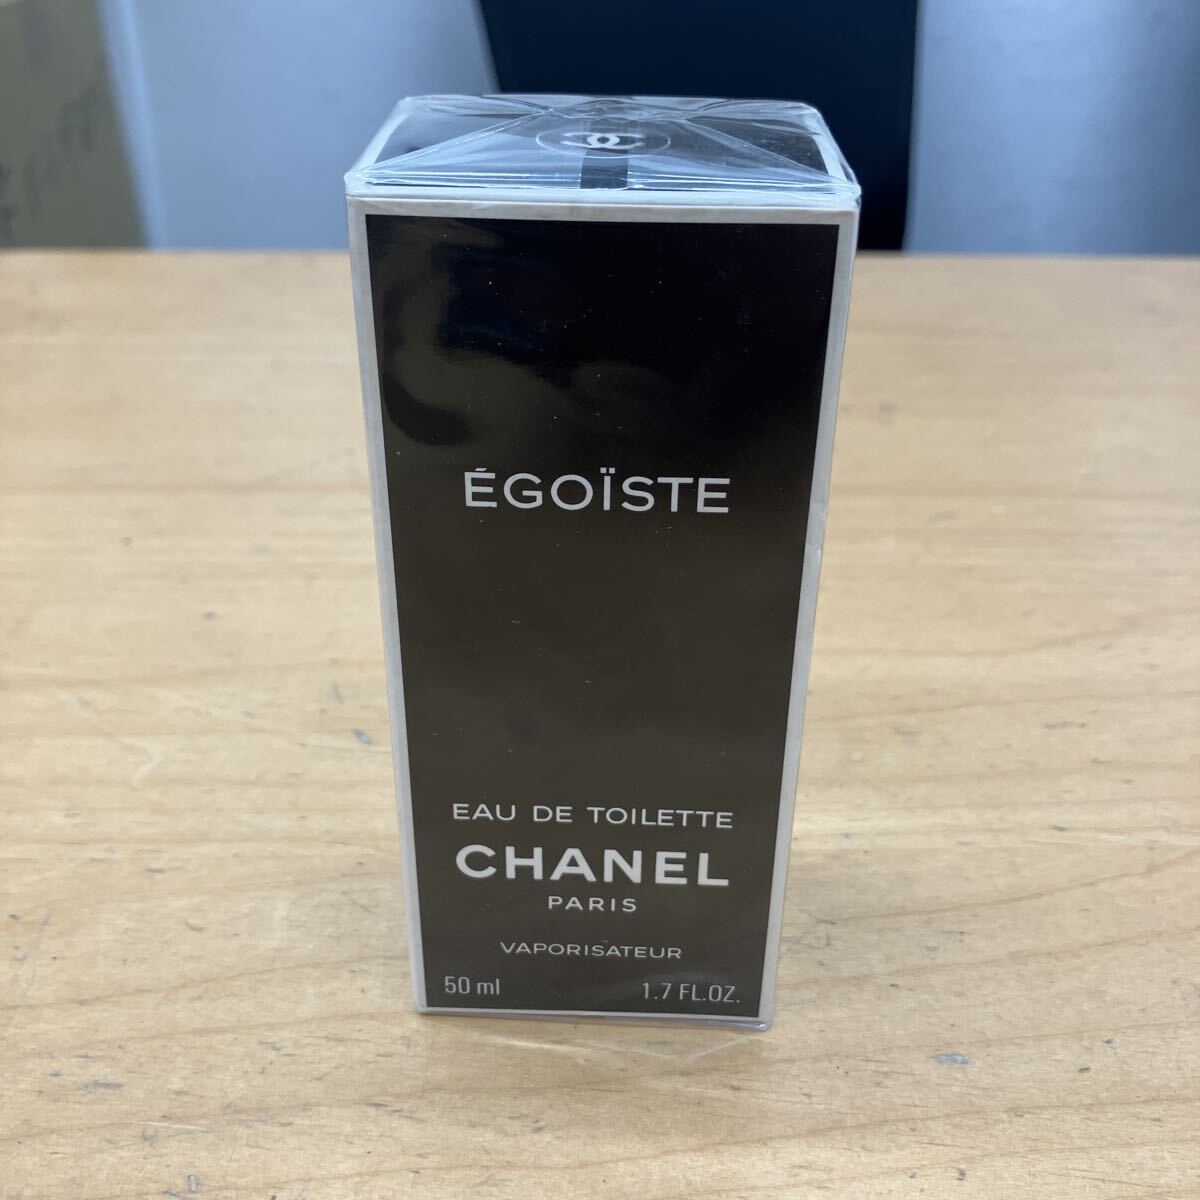 ÉGOÏSTE
EAU DE TOILETTE
CHANEL
PARIS
VAPORISATEUR
50 ml 1.7 FL.OZ.